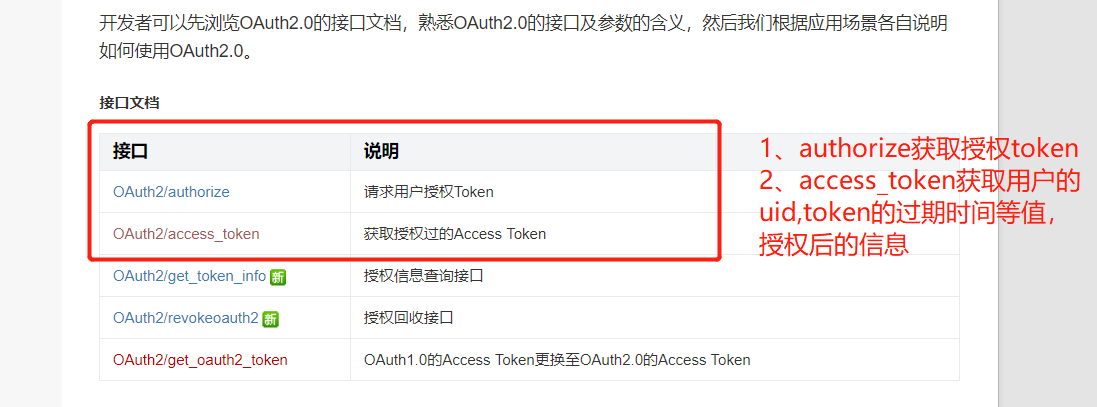 开发者可以先浏览OAuth2.0的接口文档，熟悉OAuth2.0的接口及参数的含义，然后我们根据应用场景各自说明
如何使用OAuth2.0。
接口文档
接口 说明
OAuth2/authorize 请求用户授权Token
OAuth2/access_token 获取授权过的Access Token
OAuth2/get_token_info 新 授权信息查询接口
OAuth2/revokeoauth2 新 授权回收接口
OAuth2/get_oauth2_token OAuth1.0的Access Token更换至OAuth2.0的Access Token
1、authorize获取授权token
2、access_token获取用户的
uid,token的过期时间等值，
授权后的信息